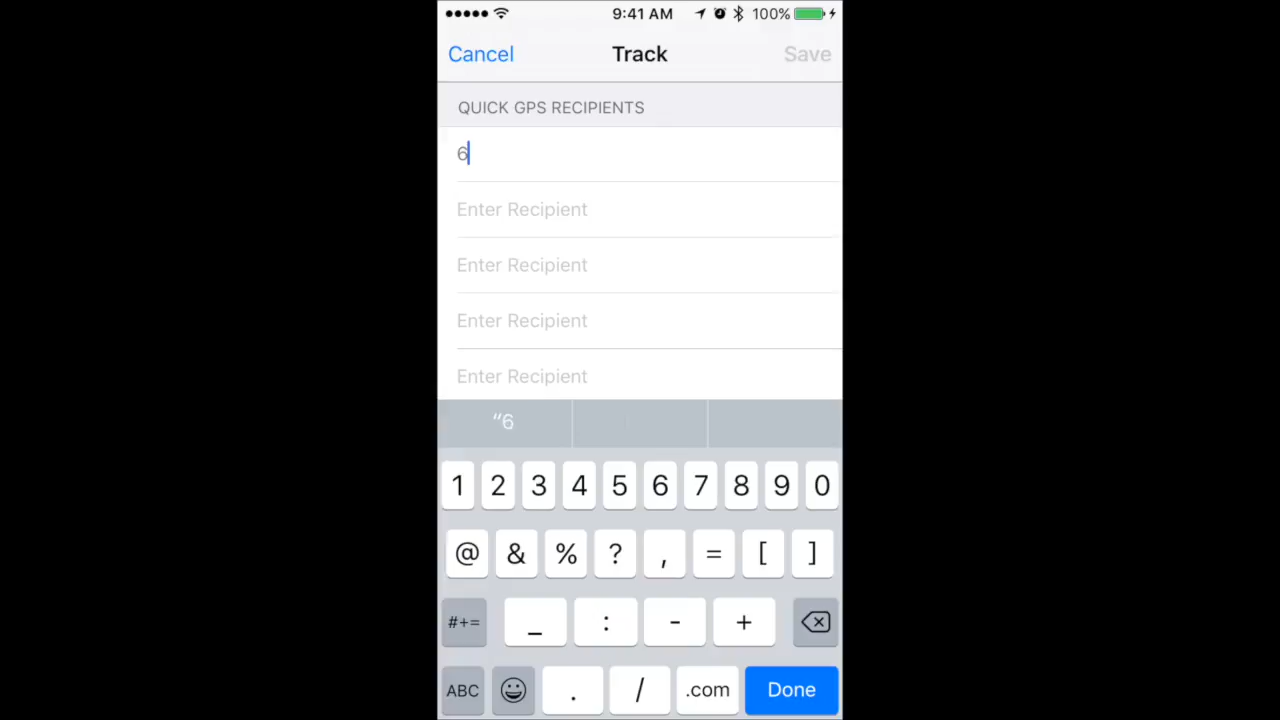 9:41 AM 100%
Cancel Track Save
QUICK GPS RECIPIENTS
6
Enter Recipient
Enter Recipient
Enter Recipient
Enter Recipient
“6
1 2 3 4 5 6 7 8 9 0
@ & % ? , = [ ]
#+= _ : - +
ABC . / .com Done